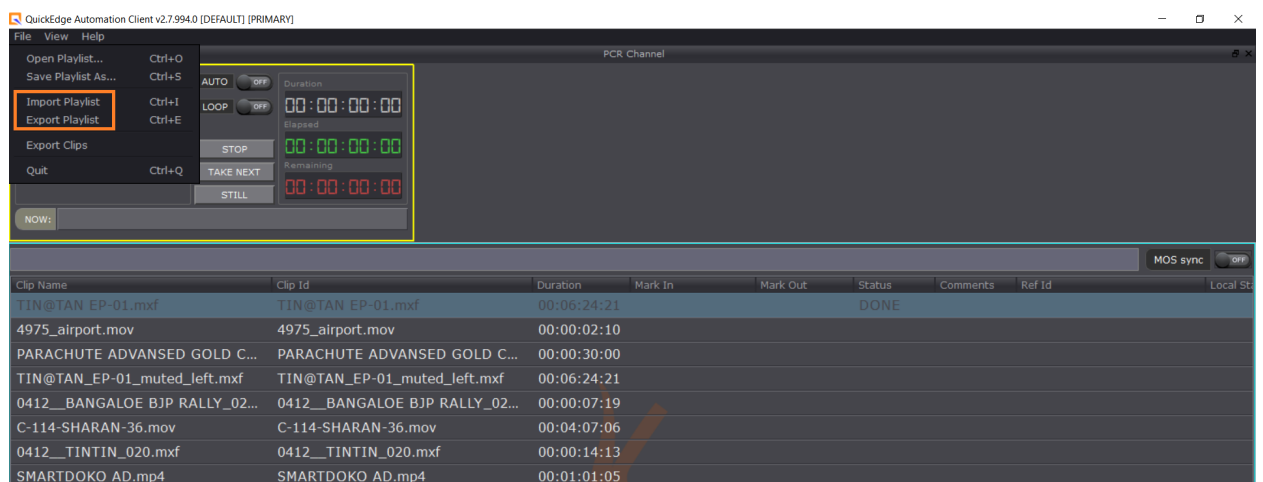 QuickEdge Automation Client v2.7.994.0 [DEFAULT] [PRIMARY]
File View Help
PCR Channel
Open Playlist... Ctrl+O
Save Playlist As... Ctrl+S
Import Playlist Ctrl+I
Export Playlist Ctrl+E
Export Clips
Quit Ctrl+Q
AUTO OFF
LOOP OFF
STOP
TAKE NEXT
STILL
Duration
00:00:00:00
Elapsed
00:00:00:00
Remaining
00:00:00:00
NOW:
MOS sync OFF
Clip Name Clip Id Duration Mark In Mark Out Status Comments Ref Id Local Sta
TIN@TAN EP-01.mxf TIN@TAN EP-01.mxf 00:06:24:21 DONE
4975_airport.mov 4975_airport.mov 00:00:02:10
PARACHUTE ADVANSED GOLD C... PARACHUTE ADVANSED GOLD C... 00:00:30:00
TIN@TAN_EP-01_muted_left.mxf TIN@TAN_EP-01_muted_left.mxf 00:06:24:21
0412__BANGALOE BJP RALLY_02... 0412__BANGALOE BJP RALLY_02... 00:00:07:19
C-114-SHARAN-36.mov C-114-SHARAN-36.mov 00:04:07:06
0412__TINTIN_020.mxf 0412__TINTIN_020.mxf 00:00:14:13
SMARTDOKO AD.mp4 SMARTDOKO AD.mp4 00:01:01:05